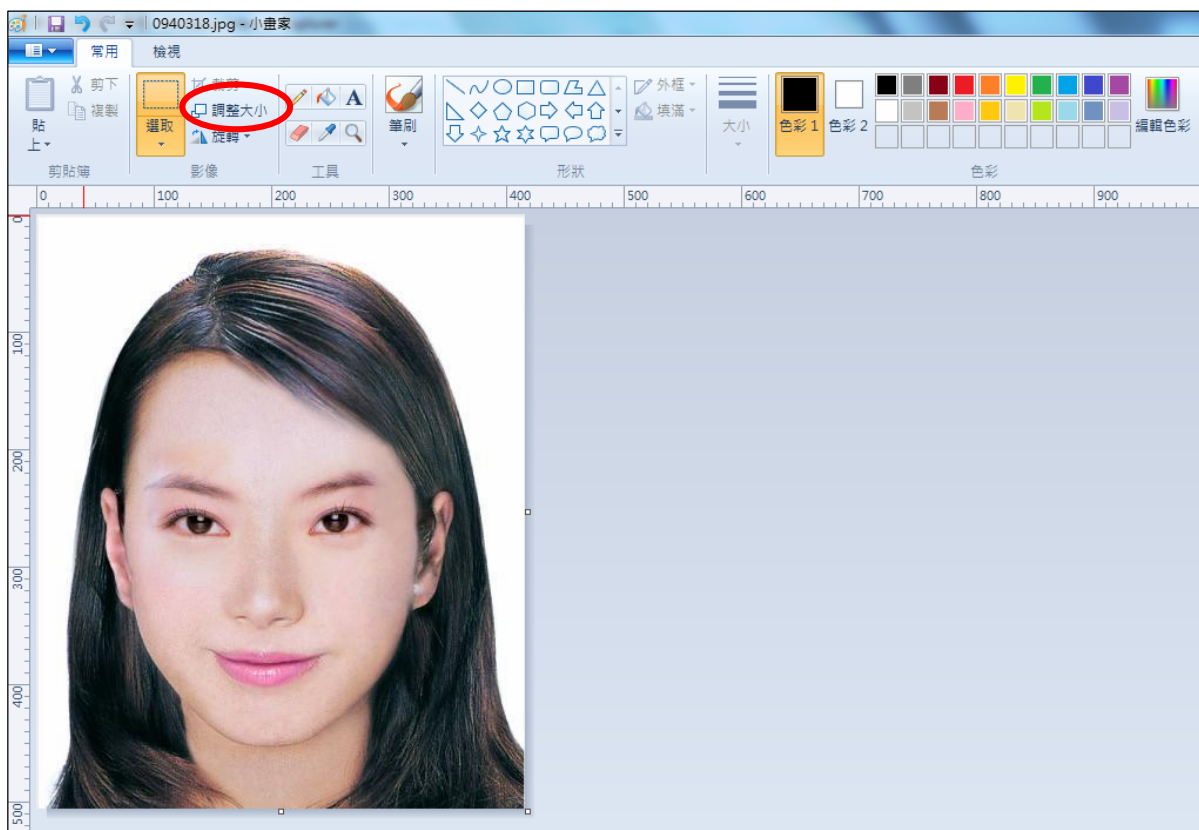 0940318.jpg - 小畫家
常用 檢視
剪下
複製
貼上
選取
裁剪
調整大小
旋轉
A
筆刷
外框
填滿
大小
色彩 1
色彩 2
編輯色彩
剪貼簿 影像 工具 形狀 色彩
0 100 200 300 400 500 600 700 800 900
0
100
200
300
400
500